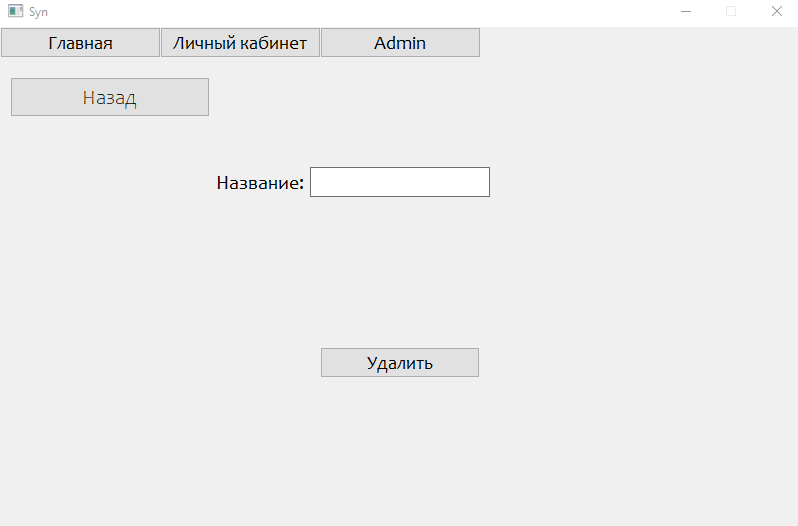 Syn
Главная Личный кабинет Admin
Назад
Название:
Удалить